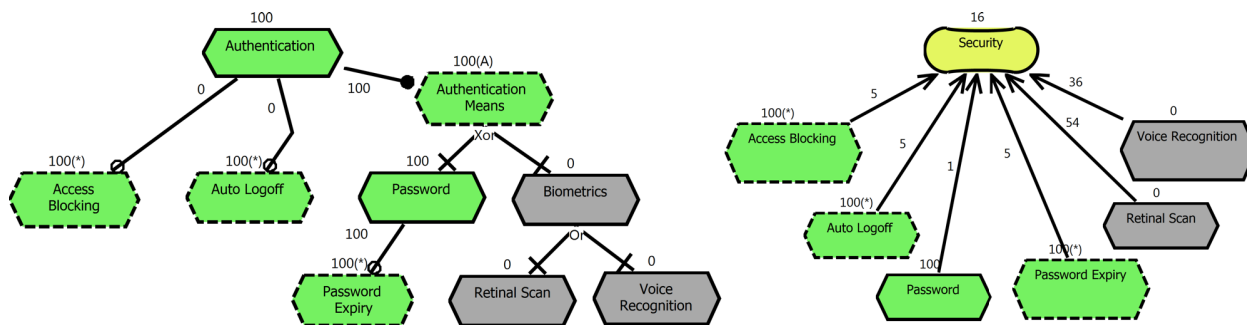 100
Authentication
0
0
100
100(A)
Authentication
Means
Xor
100(*)
Access
Blocking
100(*)
Auto Logoff
100
Password
0
Biometrics
Or
100
100(*)
Password
Expiry
0
Retinal Scan
0
Voice
Recognition
16
Security
5
5
1
5
54
36
100(*)
Access Blocking
100(*)
Auto Logoff
100
Password
100(*)
Password Expiry
0
Retinal Scan
0
Voice Recognition